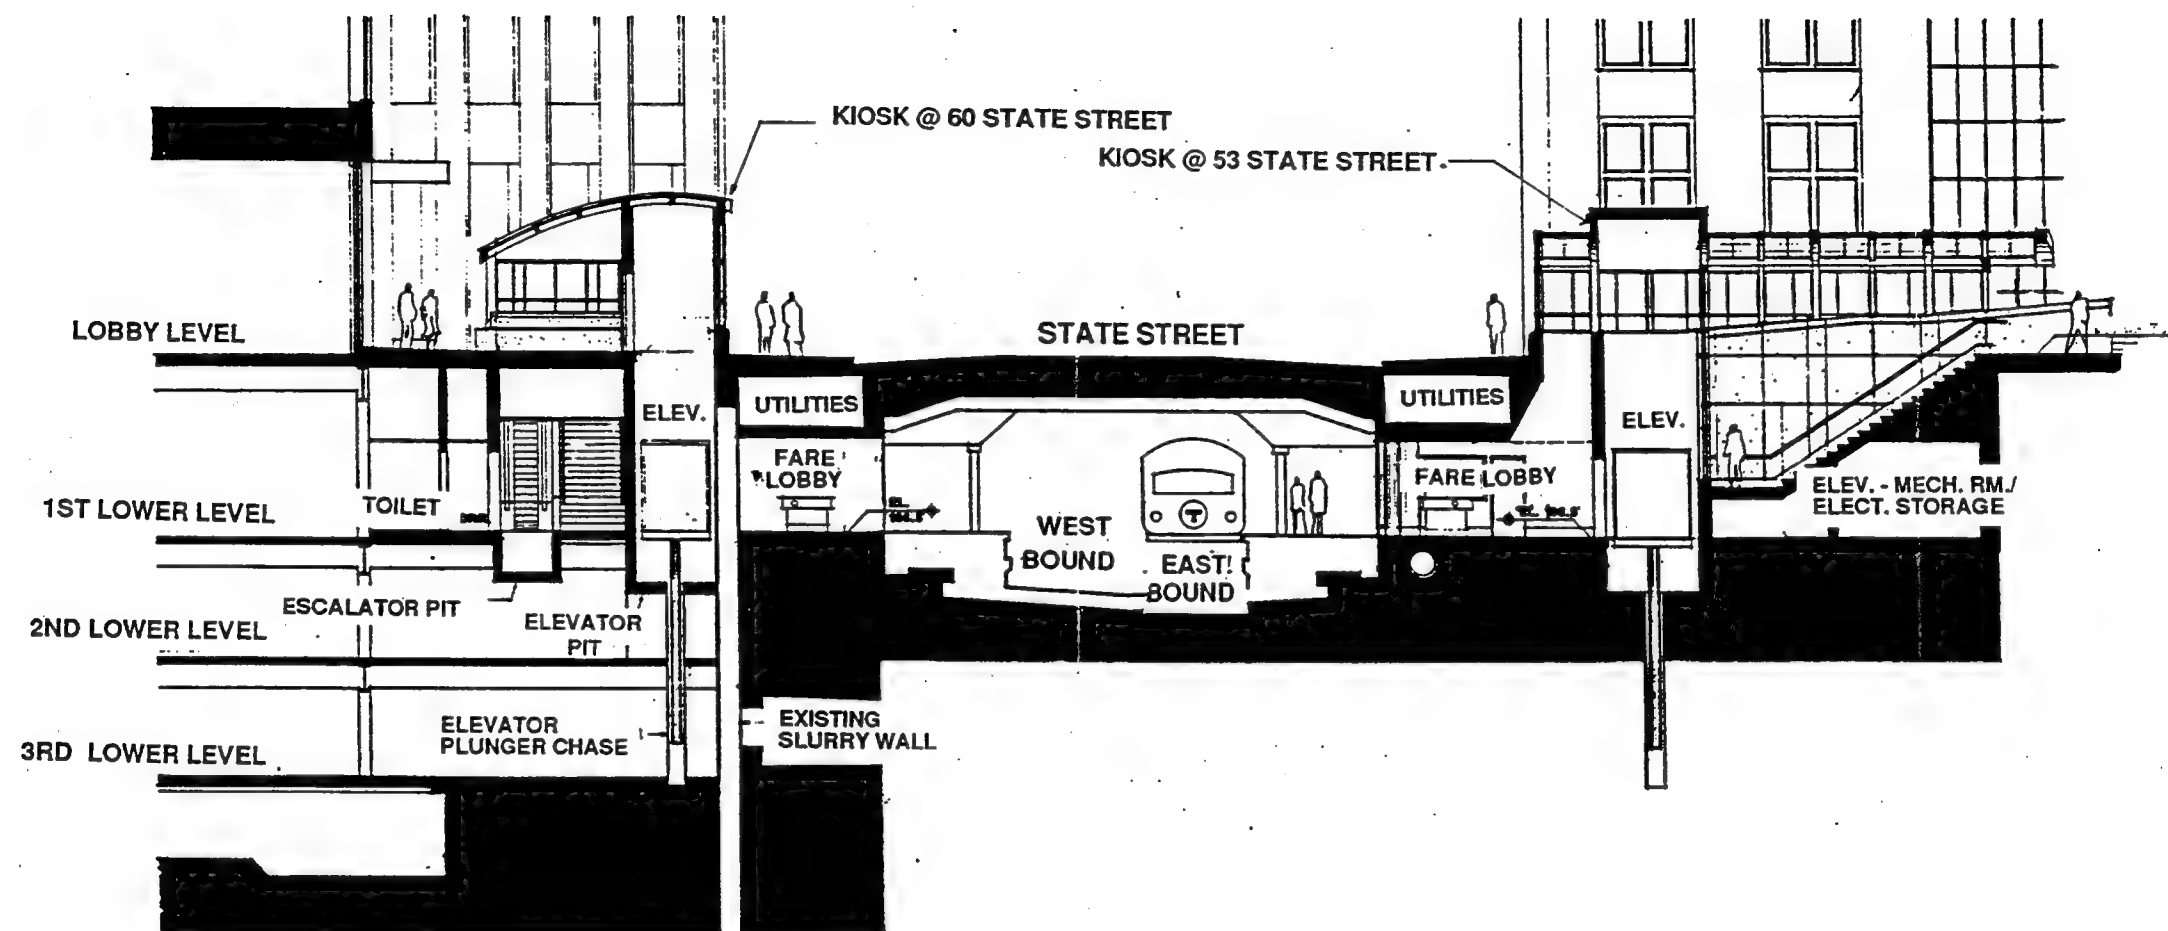 KIOSK @ 60 STATE STREET
KIOSK @ 53 STATE STREET
LOBBY LEVEL
STATE STREET
ELEV.
UTILITIES
UTILITIES
ELEV.
FARE
LOBBY
FARE LOBBY
1ST LOWER LEVEL
TOILET
WEST
BOUND
T
EAST
BOUND
ELEV. - MECH. RM./
ELECT. STORAGE
ESCALATOR PIT
ELEVATOR
PIT
2ND LOWER LEVEL
ELEVATOR
PLUNGER CHASE
EXISTING
SLURRY WALL
3RD LOWER LEVEL